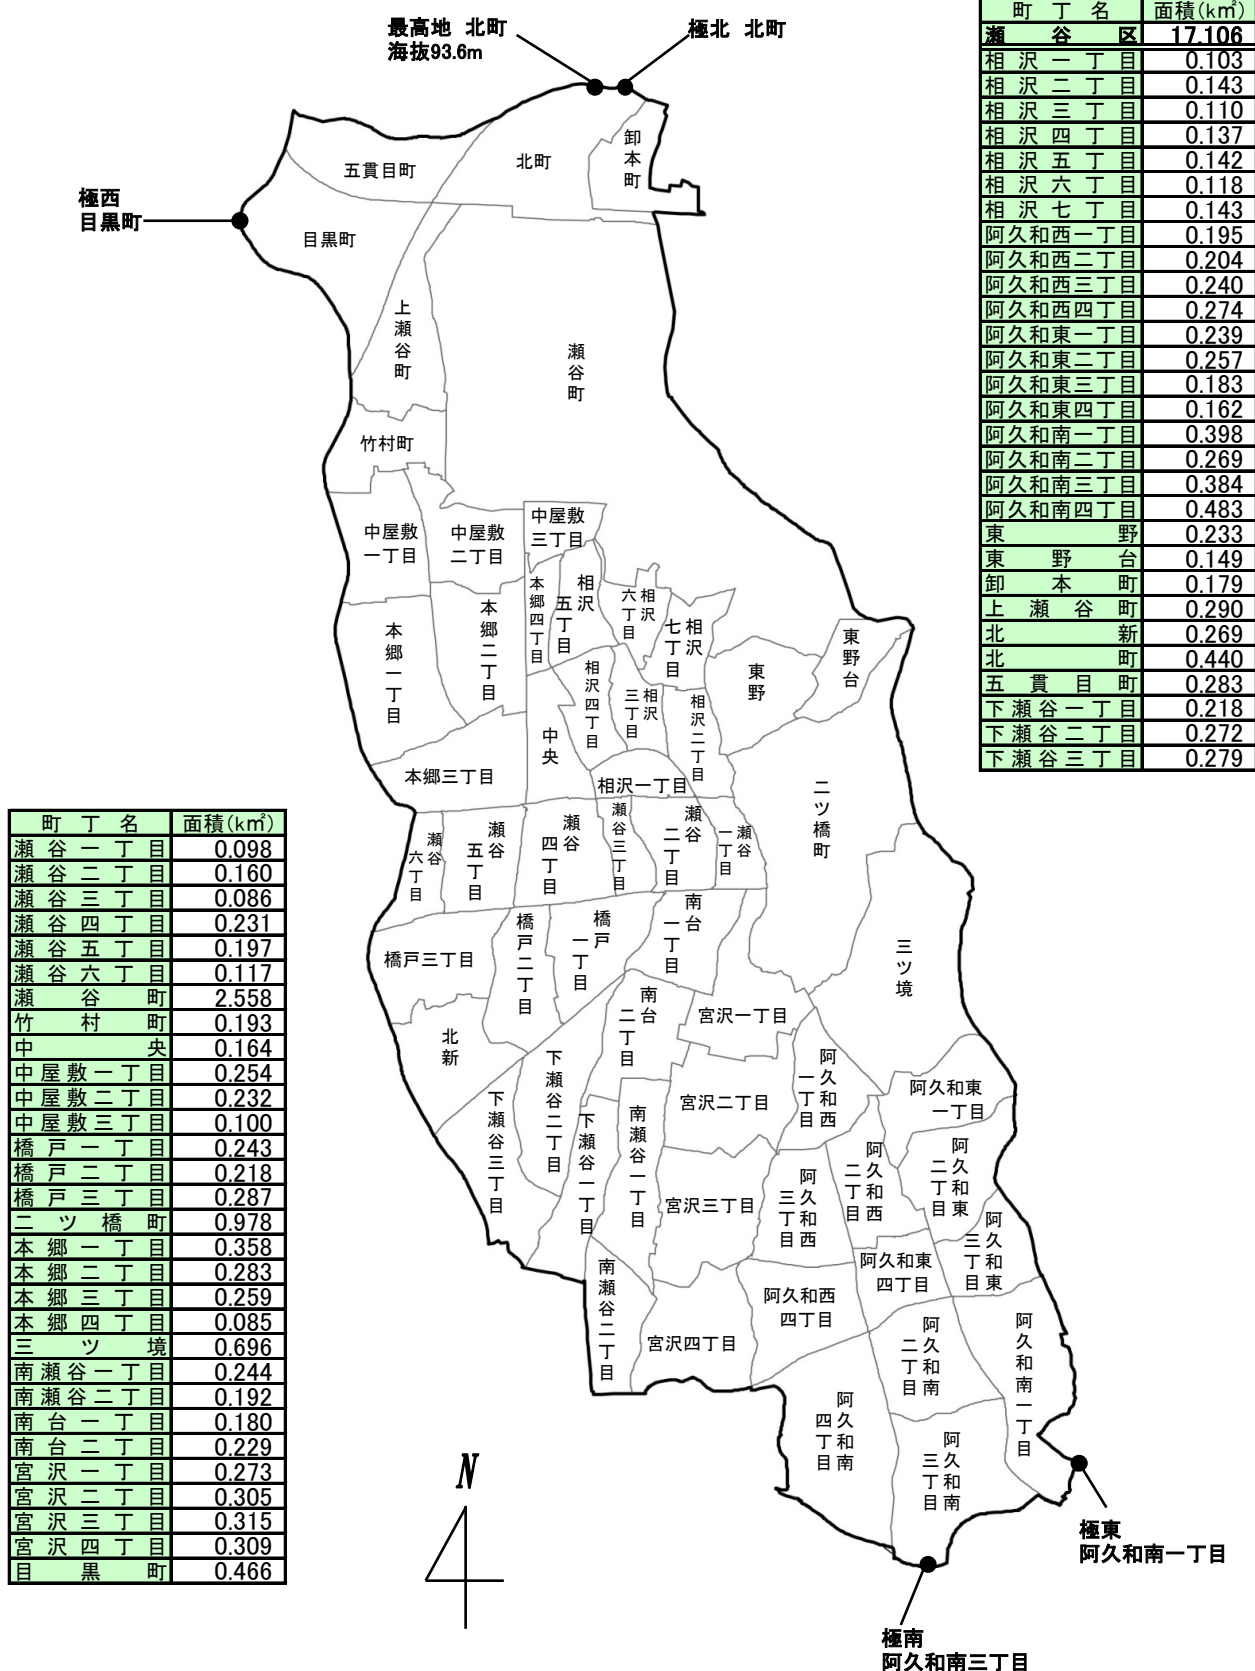 最高地 北町
海抜93.6m
極北 北町
極西
目黒町
五貫目町
北町
卸本町
目黒町
上瀬谷町
瀬谷町
竹村町
中屋敷
一丁目
中屋敷
二丁目
中屋敷
三丁目
本郷一丁目
本郷二丁目
本郷四丁目
相沢
五丁目
相沢
六丁目
相沢
七丁目
東野
東野台
相沢四丁目
相沢
三丁目
相沢二丁目
中央
本郷三丁目
相沢一丁目
二ツ橋町
瀬谷
六丁目
瀬谷
五丁目
瀬谷
四丁目
瀬谷三丁目
瀬谷
二丁目
瀬谷
一丁目
橋戸三丁目
橋戸二丁目
橋戸
一丁目
南台
一丁目
三ツ境
北新
南台
二丁目
宮沢一丁目
下瀬谷三丁目
下瀬谷二丁目
下瀬谷一丁目
南瀬谷一丁目
宮沢二丁目
阿久和西
一丁目
阿久和東
一丁目
阿久和西
二丁目
阿久和東
二丁目
宮沢三丁目
阿久和西
三丁目
阿久和東
三丁目
阿久和東
四丁目
南瀬谷二丁目
宮沢四丁目
阿久和西
四丁目
阿久和南
二丁目
阿久和南一丁目
阿久和南
四丁目
阿久和南
三丁目
極東
阿久和南一丁目
極南
阿久和南三丁目
N
町丁名 面積(k㎡)
瀬谷区 17.106
相沢一丁目 0.103
相沢二丁目 0.143
相沢三丁目 0.110
相沢四丁目 0.137
相沢五丁目 0.142
相沢六丁目 0.118
相沢七丁目 0.143
阿久和西一丁目 0.195
阿久和西二丁目 0.204
阿久和西三丁目 0.240
阿久和西四丁目 0.274
阿久和東一丁目 0.239
阿久和東二丁目 0.257
阿久和東三丁目 0.183
阿久和東四丁目 0.162
阿久和南一丁目 0.398
阿久和南二丁目 0.269
阿久和南三丁目 0.384
阿久和南四丁目 0.483
東野 0.233
東野台 0.149
卸本町 0.179
上瀬谷町 0.290
北新 0.269
北町 0.440
五貫目町 0.283
下瀬谷一丁目 0.218
下瀬谷二丁目 0.272
下瀬谷三丁目 0.279
町丁名 面積(k㎡)
瀬谷一丁目 0.098
瀬谷二丁目 0.160
瀬谷三丁目 0.086
瀬谷四丁目 0.231
瀬谷五丁目 0.197
瀬谷六丁目 0.117
瀬谷町 2.558
竹村町 0.193
中央 0.164
中屋敷一丁目 0.254
中屋敷二丁目 0.232
中屋敷三丁目 0.100
橋戸一丁目 0.243
橋戸二丁目 0.218
橋戸三丁目 0.287
二ツ橋町 0.978
本郷一丁目 0.358
本郷二丁目 0.283
本郷三丁目 0.259
本郷四丁目 0.085
三ツ境 0.696
南瀬谷一丁目 0.244
南瀬谷二丁目 0.192
南台一丁目 0.180
南台二丁目 0.229
宮沢一丁目 0.273
宮沢二丁目 0.305
宮沢三丁目 0.315
宮沢四丁目 0.309
目黒町 0.466